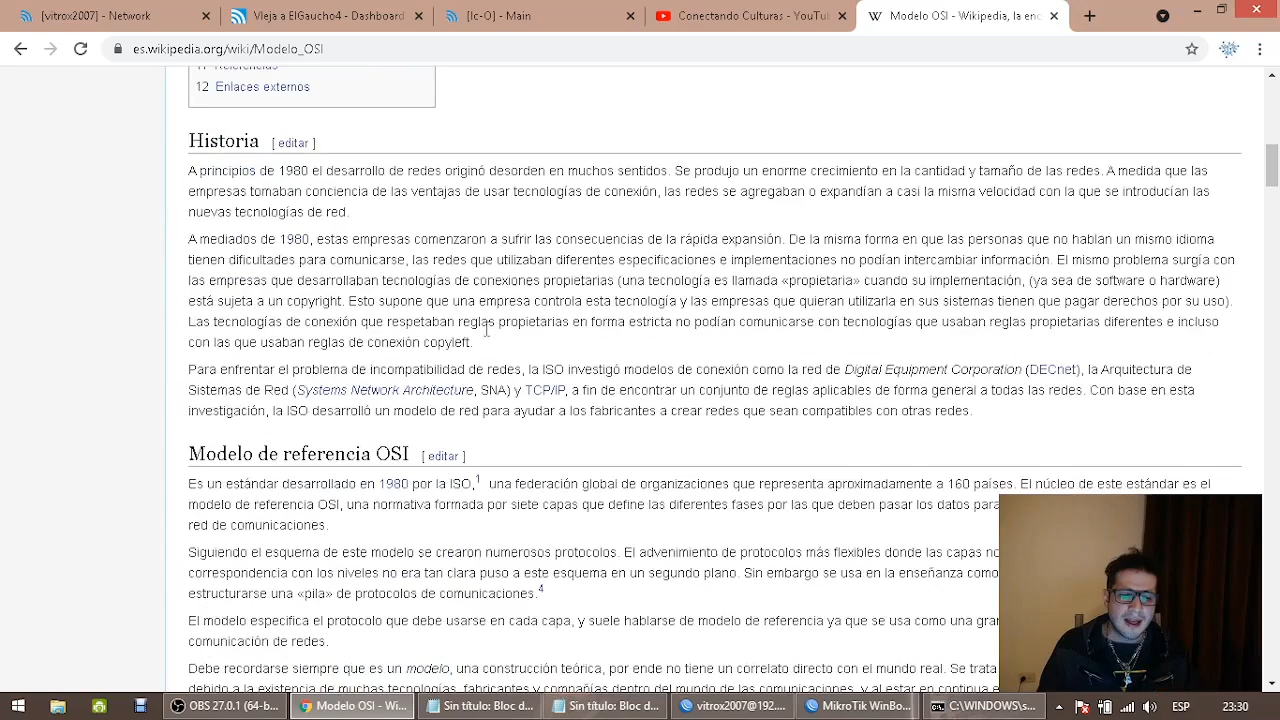 [vitrox2007] - Network
Vieja a ElGaucho4 - Dashboard
[lc-O] - Main
Conectando Culturas - YouTu
Modelo OSI - Wikipedia, la enc
es.wikipedia.org/wiki/Modelo_OSI
12 Enlaces externos
Historia [ editar ]
A principios de 1980 el desarrollo de redes originó desorden en muchos sentidos. Se produjo un enorme crecimiento en la cantidad y tamaño de las redes. A medida que las
empresas tomaban conciencia de las ventajas de usar tecnologías de conexión, las redes se agregaban o expandían a casi la misma velocidad con la que se introducían las
nuevas tecnologías de red.
A mediados de 1980, estas empresas comenzaron a sufrir las consecuencias de la rápida expansión. De la misma forma en que las personas que no hablan un mismo idioma
tienen dificultades para comunicarse, las redes que utilizaban diferentes especificaciones e implementaciones no podían intercambiar información. El mismo problema surgía con
las empresas que desarrollaban tecnologías de conexiones propietarias (una tecnología es llamada «propietaria» cuando su implementación, (ya sea de software o hardware)
está sujeta a un copyright. Esto supone que una empresa controla esta tecnología y las empresas que quieran utilizarla en sus sistemas tienen que pagar derechos por su uso).
Las tecnologías de conexión que respetaban reglas propietarias en forma estricta no podían comunicarse con tecnologías que usaban reglas propietarias diferentes e incluso
con las que usaban reglas de conexión copyleft.
Para enfrentar el problema de incompatibilidad de redes, la ISO investigó modelos de conexión como la red de Digital Equipment Corporation (DECnet), la Arquitectura de
Sistemas de Red (Systems Network Architecture, SNA) y TCP/IP, a fin de encontrar un conjunto de reglas aplicables de forma general a todas las redes. Con base en esta
investigación, la ISO desarrolló un modelo de red para ayudar a los fabricantes a crear redes que sean compatibles con otras redes.
Modelo de referencia OSI [ editar ]
Es un estándar desarrollado en 1980 por la ISO,1 una federación global de organizaciones que representa aproximadamente a 160 países. El núcleo de este estándar es el
modelo de referencia OSI, una normativa formada por siete capas que define las diferentes fases por las que deben pasar los datos para
red de comunicaciones.
Siguiendo el esquema de este modelo se crearon numerosos protocolos. El advenimiento de protocolos más flexibles donde las capas no
correspondencia con los niveles no era tan clara puso a este esquema en un segundo plano. Sin embargo se usa en la enseñanza como
estructurarse una «pila» de protocolos de comunicaciones.4
El modelo especifica el protocolo que debe usarse en cada capa, y suele hablarse de modelo de referencia ya que se usa como una gran
comunicación de redes.
Debe recordarse siempre que es un modelo, una construcción teórica, por ende no tiene un correlato directo con el mundo real. Se trata
debido a la existencia de muchas tecnologías, fabricantes y compañías dentro del mundo de las comunicaciones, y al estar en continua e
OBS 27.0.1 (64-b...
Modelo OSI - Wi...
Sin título: Bloc d...
Sin título: Bloc d...
vitrox2007@192....
MikroTik WinBo...
C:\WINDOWS\s...
ESP
23:30